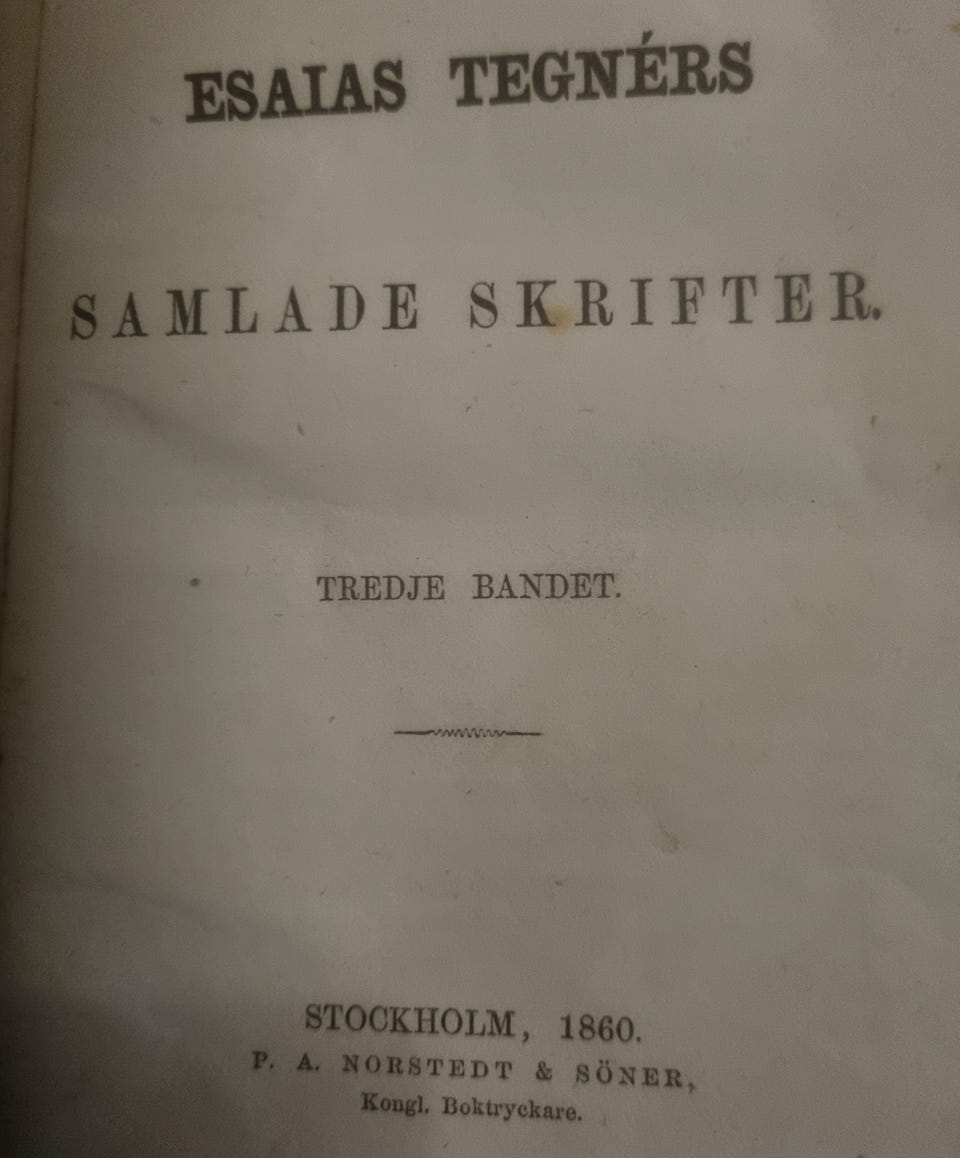 ESAIAS TEGNÉRS
SAMLADE SKRIFTER.
TREDJE BANDET.
STOCKHOLM, 1860.
P. A. NORSTEDT & SÖNER,
Kongl. Boktryckare.